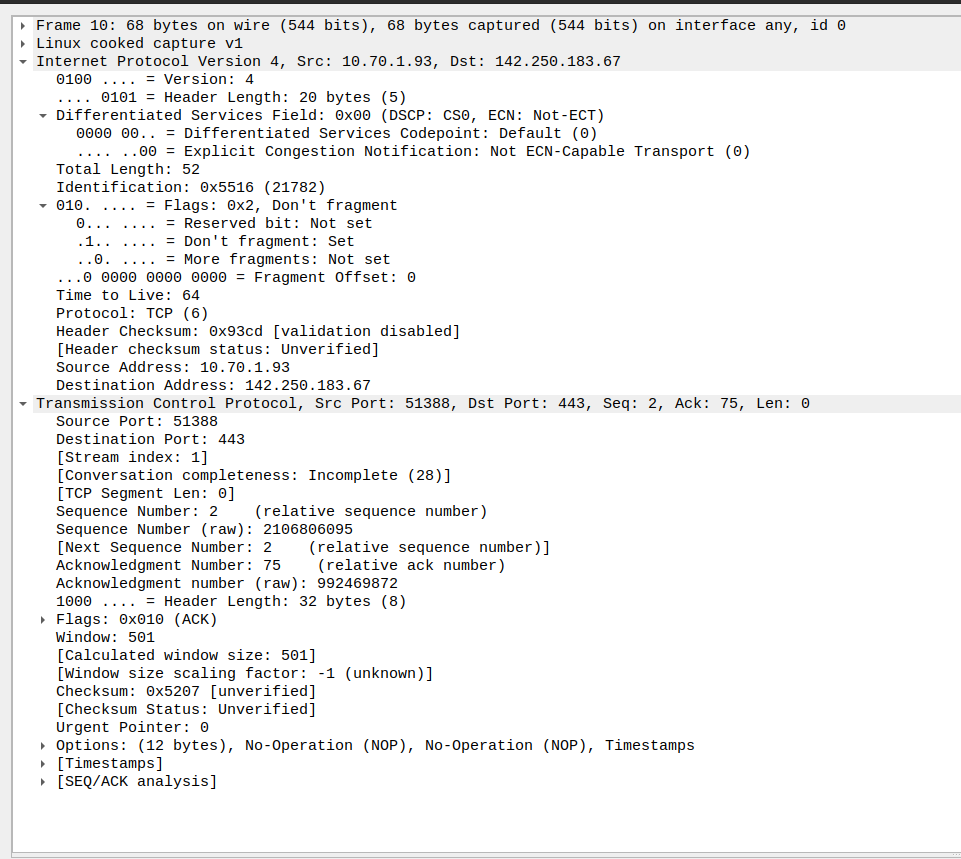 Frame 10: 68 bytes on wire (544 bits), 68 bytes captured (544 bits) on interface any, id 0
Linux cooked capture v1
Internet Protocol Version 4, Src: 10.70.1.93, Dst: 142.250.183.67
0100 .... = Version: 4
.... 0101 = Header Length: 20 bytes (5)
Differentiated Services Field: 0x00 (DSCP: CS0, ECN: Not-ECT)
0000 00.. = Differentiated Services Codepoint: Default (0)
.... ..00 = Explicit Congestion Notification: Not ECN-Capable Transport (0)
Total Length: 52
Identification: 0x5516 (21782)
010. .... = Flags: 0x2, Don't fragment
0... .... = Reserved bit: Not set
.1.. .... = Don't fragment: Set
..0. .... = More fragments: Not set
...0 0000 0000 0000 = Fragment Offset: 0
Time to Live: 64
Protocol: TCP (6)
Header Checksum: 0x93cd [validation disabled]
[Header checksum status: Unverified]
Source Address: 10.70.1.93
Destination Address: 142.250.183.67
Transmission Control Protocol, Src Port: 51388, Dst Port: 443, Seq: 2, Ack: 75, Len: 0
Source Port: 51388
Destination Port: 443
[Stream index: 1]
[Conversation completeness: Incomplete (28)]
[TCP Segment Len: 0]
Sequence Number: 2    (relative sequence number)
Sequence Number (raw): 2106806095
[Next Sequence Number: 2    (relative sequence number)]
Acknowledgment Number: 75    (relative ack number)
Acknowledgment number (raw): 992469872
1000 .... = Header Length: 32 bytes (8)
Flags: 0x010 (ACK)
Window: 501
[Calculated window size: 501]
[Window size scaling factor: -1 (unknown)]
Checksum: 0x5207 [unverified]
[Checksum Status: Unverified]
Urgent Pointer: 0
Options: (12 bytes), No-Operation (NOP), No-Operation (NOP), Timestamps
[Timestamps]
[SEQ/ACK analysis]